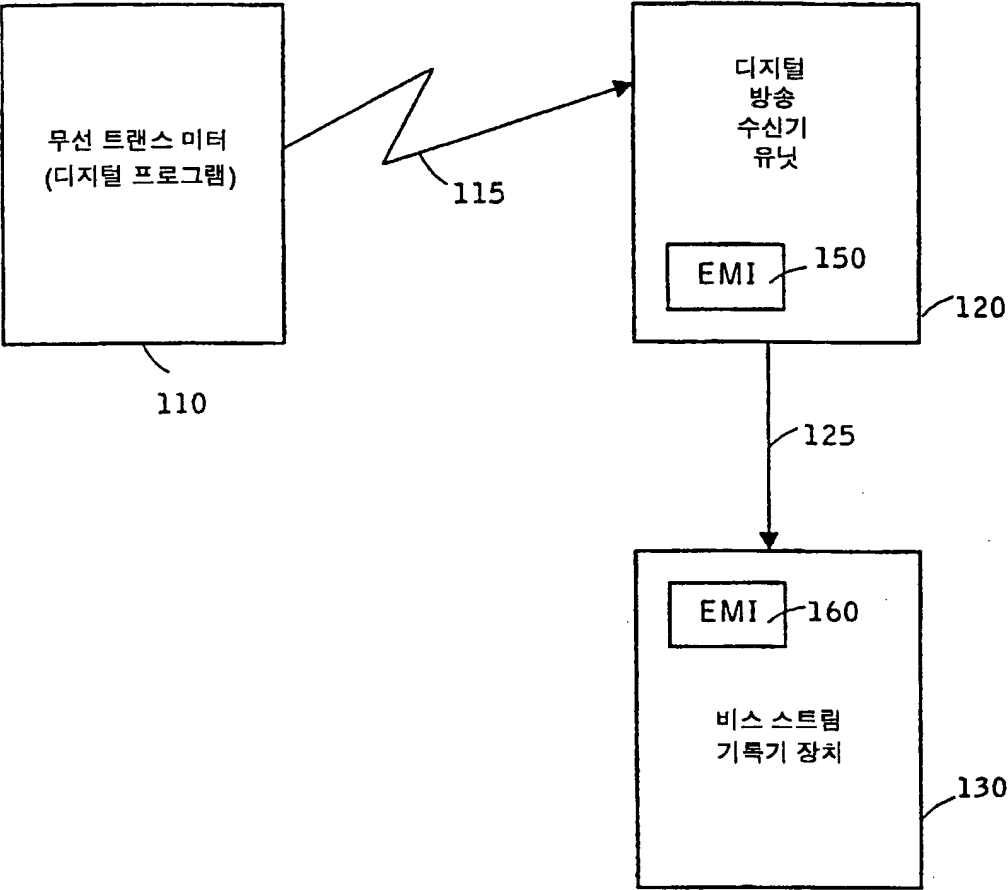 무선 트랜스 미터
(디지털 프로그램)
110
115
디지털
방송
수신기
유닛
EMI
150
120
125
EMI
160
비스 스트림
기록기 장치
130